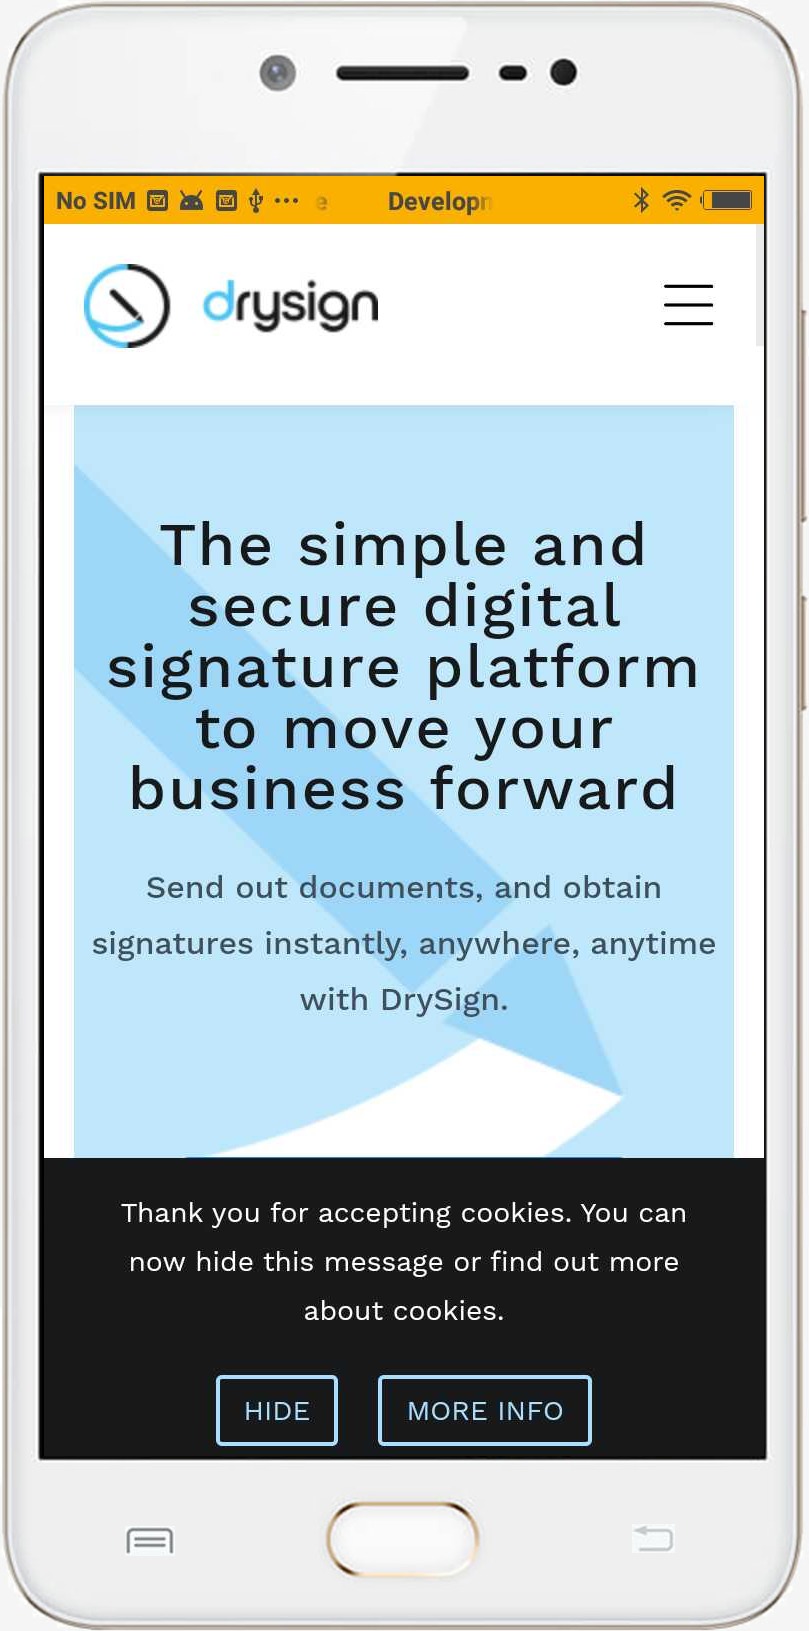 No SIM
Develop
drysign
The simple and
secure digital
signature platform
to move your
business forward
Send out documents, and obtain
signatures instantly, anywhere, anytime
with DrySign.
Thank you for accepting cookies. You can
now hide this message or find out more
about cookies.
HIDE
MORE INFO